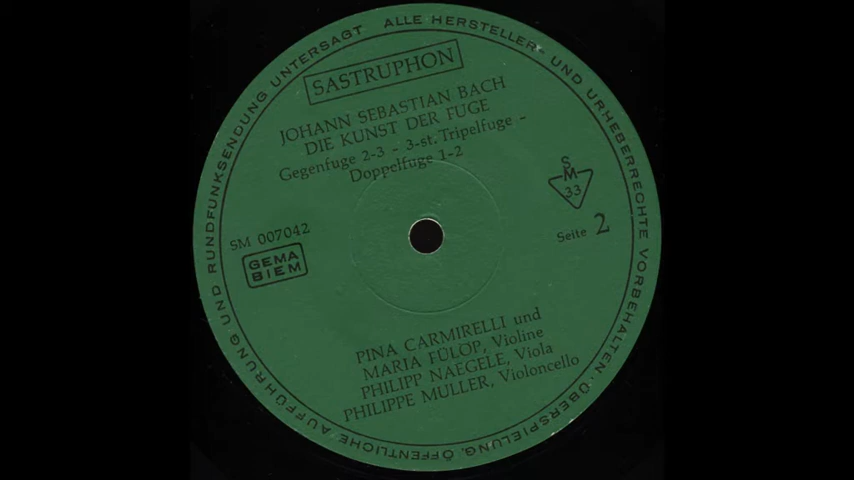 ALLE HERSTELLER- UND URHEBERRECHTE VORBEHALTEN: ÜBERSPIELUNG, ÖFFENTLICHE AUFFÜHRUNG UND RUNDFUNKSENDUNG UNTERSAGT
SASTRUPHON
JOHANN SEBASTIAN BACH
DIE KUNST DER FUGE
Gegenfuge 2-3 – 3-st. Tripelfuge –
Doppelfuge 1-2
S
M
33
SM 007042
Seite 2
GEMA
BIEM
PINA CARMIRELLI und
MARIA FÜLOP, Violine
PHILIPP NAEGELE, Viola
PHILIPPE MULLER, Violoncello